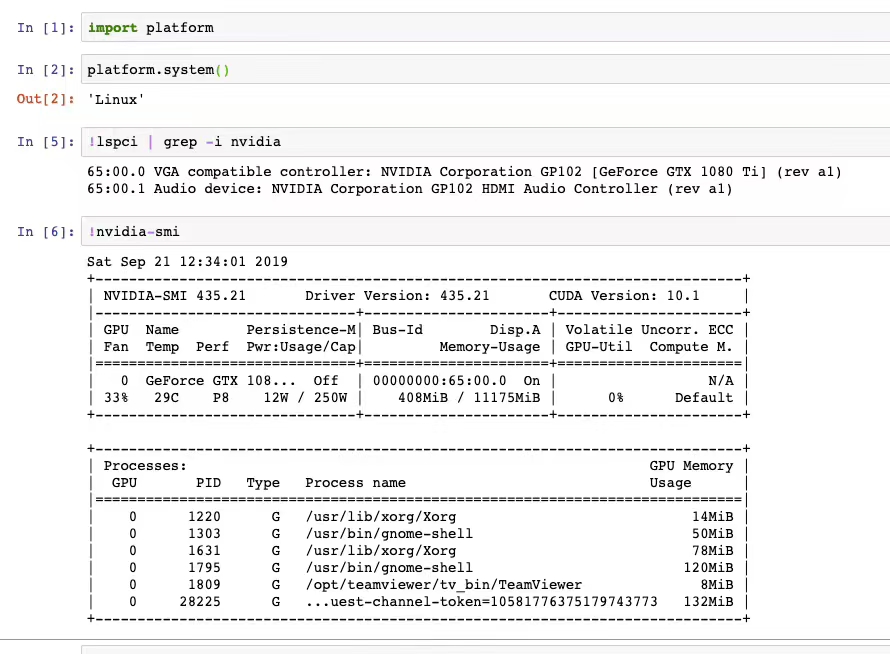 In [1]: import platform
In [2]: platform.system()
Out[2]: 'Linux'
In [5]: !lspci | grep -i nvidia
65:00.0 VGA compatible controller: NVIDIA Corporation GP102 [GeForce GTX 1080 Ti] (rev a1)
65:00.1 Audio device: NVIDIA Corporation GP102 HDMI Audio Controller (rev a1)
In [6]: !nvidia-smi
Sat Sep 21 12:34:01 2019
+-----------------------------------------------------------------------------+
| NVIDIA-SMI 435.21       Driver Version: 435.21       CUDA Version: 10.1     |
|-------------------------------+----------------------+----------------------+
| GPU  Name        Persistence-M| Bus-Id        Disp.A | Volatile Uncorr. ECC |
| Fan  Temp  Perf  Pwr:Usage/Cap|         Memory-Usage | GPU-Util  Compute M. |
|===============================+======================+======================|
|   0  GeForce GTX 108...  Off  | 00000000:65:00.0  On |                  N/A |
| 33%   29C    P8    12W / 250W |    408MiB / 11175MiB |      0%      Default |
+-------------------------------+----------------------+----------------------+
+-----------------------------------------------------------------------------+
| Processes:                                                       GPU Memory |
|  GPU       PID   Type   Process name                             Usage      |
|=============================================================================|
|    0      1220      G   /usr/lib/xorg/Xorg                            14MiB |
|    0      1303      G   /usr/bin/gnome-shell                          50MiB |
|    0      1631      G   /usr/lib/xorg/Xorg                            78MiB |
|    0      1795      G   /usr/bin/gnome-shell                         120MiB |
|    0      1809      G   /opt/teamviewer/tv_bin/TeamViewer              8MiB |
|    0     28225      G   ...uest-channel-token=10581776375179743773   132MiB |
+-----------------------------------------------------------------------------+